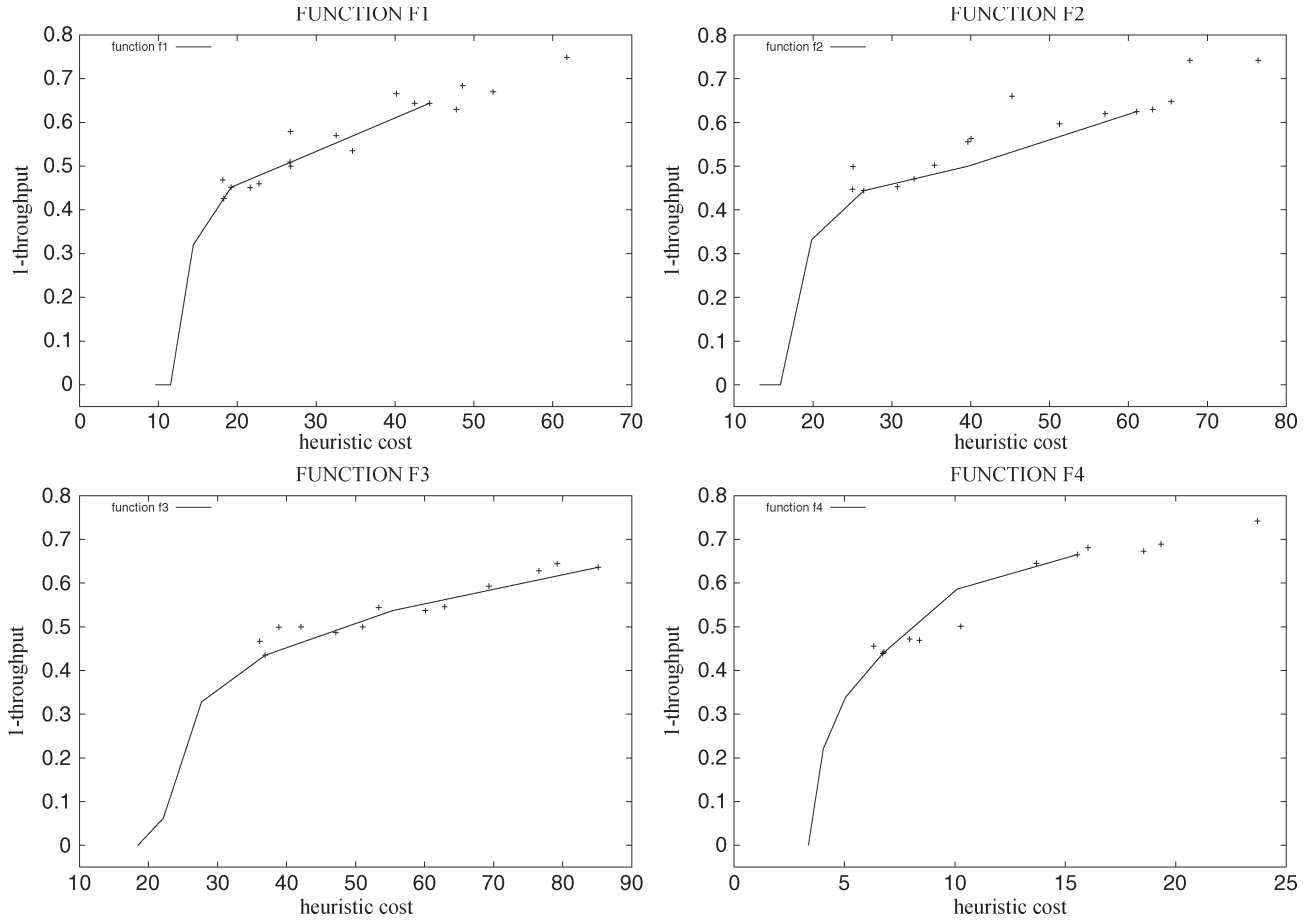 FUNCTION F1
function f1
0.8
0.7
0.6
0.5
0.4
0.3
0.2
0.1
0
1-throughput
0 10 20 30 40 50 60 70
heuristic cost
FUNCTION F2
function f2
0.8
0.7
0.6
0.5
0.4
0.3
0.2
0.1
0
1-throughput
10 20 30 40 50 60 70 80
heuristic cost
FUNCTION F3
function f3
0.8
0.7
0.6
0.5
0.4
0.3
0.2
0.1
0
1-throughput
10 20 30 40 50 60 70 80 90
heuristic cost
FUNCTION F4
function f4
0.8
0.7
0.6
0.5
0.4
0.3
0.2
0.1
0
1-throughput
0 5 10 15 20 25
heuristic cost